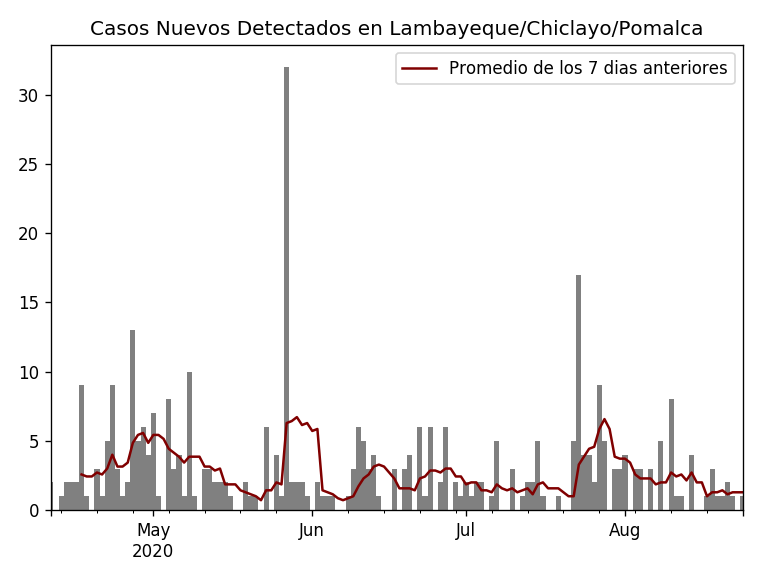 Casos Nuevos Detectados en Lambayeque/Chiclayo/Pomalca
Promedio de los 7 dias anteriores
30
25
20
15
10
5
0
May Jun Jul Aug
2020